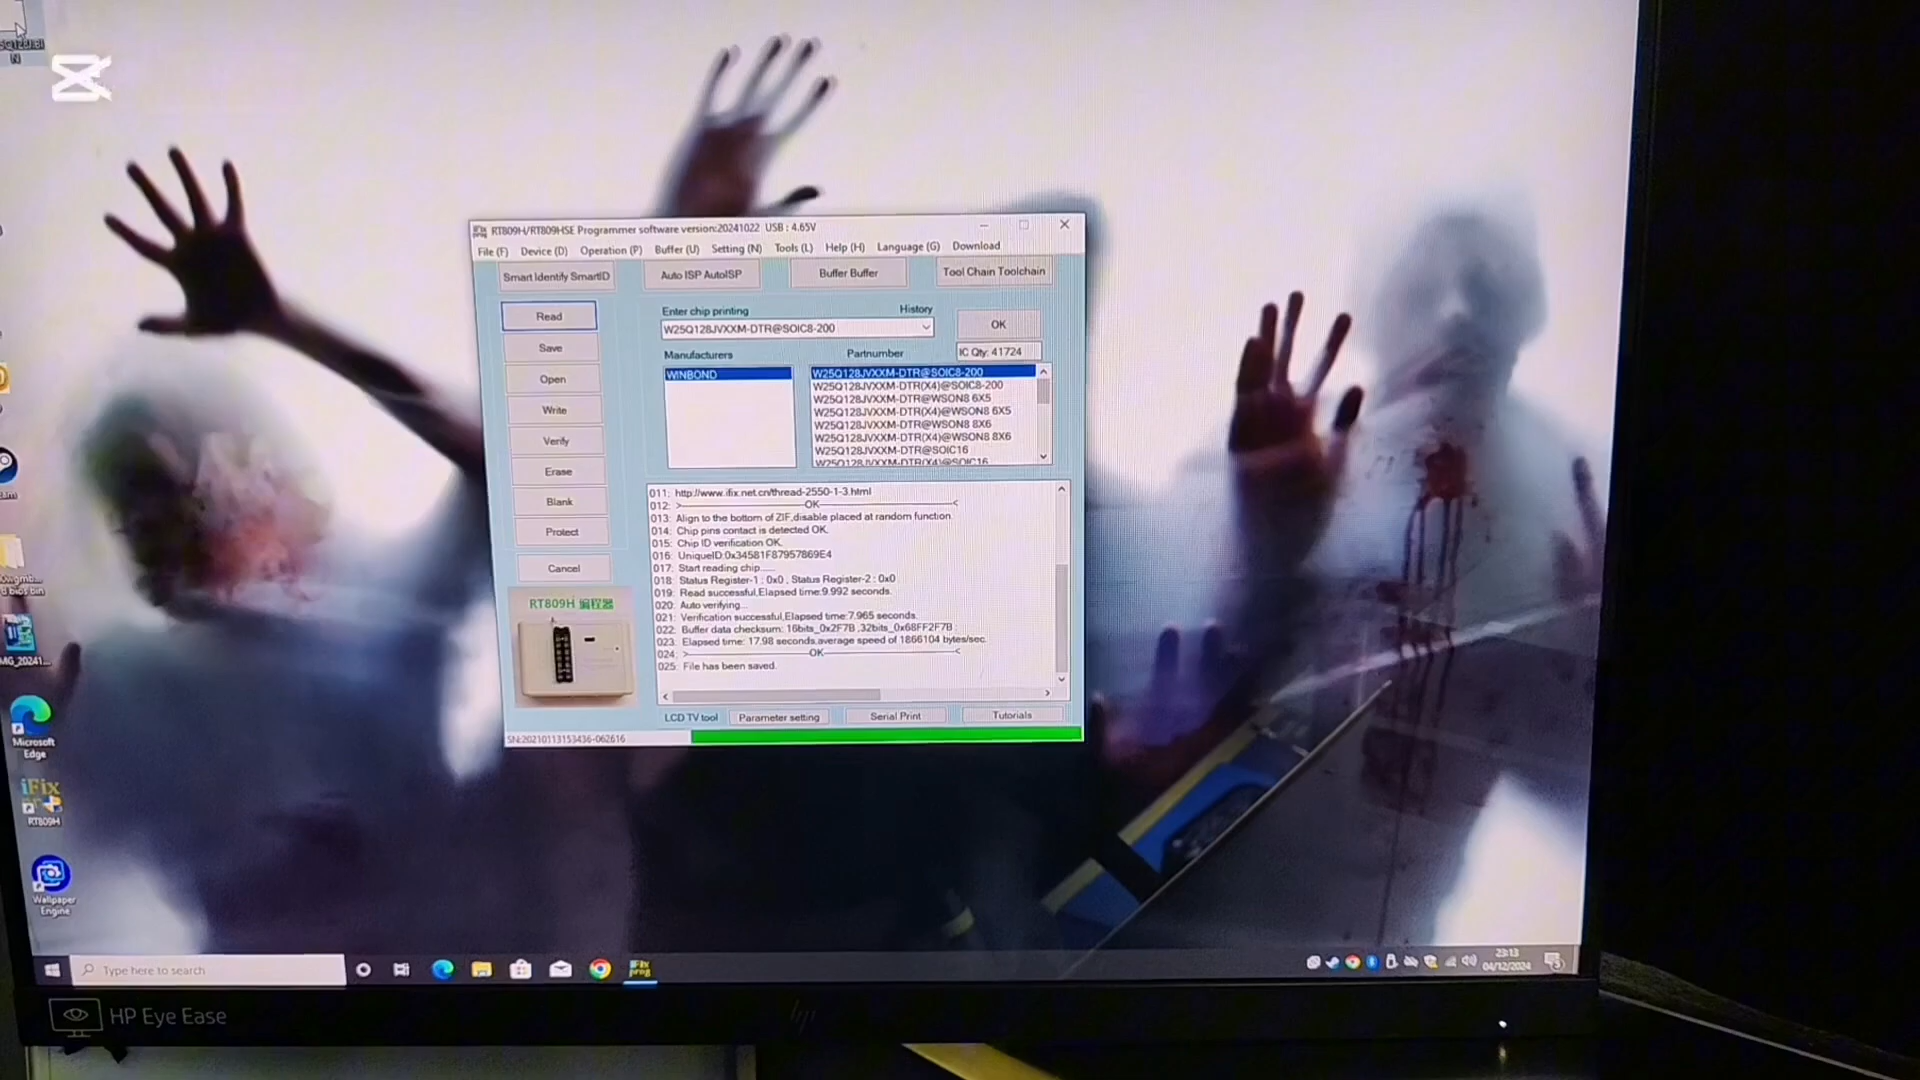 N
RT809H/RT809HSE Programmer software version:20241022 USB : 4.65V
File (F) Device (D) Operation (P) Buffer (U) Setting (N) Tools (L) Help (H) Language (G) Download
Smart Identify SmartID Auto ISP AutoISP Buffer Buffer Tool Chain Toolchain
Read
Save
Open
Write
Verify
Erase
Blank
Protect
Cancel
Enter chip printing History
W25Q128JVXXM-DTR@SOIC8-200
OK
Manufacturers Partnumber IC Qty: 41724
WINBOND
W25Q128JVXXM-DTR@SOIC8-200
W25Q128JVXXM-DTR(X4)@SOIC8-200
W25Q128JVXXM-DTR@WSON8 6X5
W25Q128JVXXM-DTR(X4)@WSON8 6X5
W25Q128JVXXM-DTR@WSON8 8X6
W25Q128JVXXM-DTR(X4)@WSON8 8X6
W25Q128JVXXM-DTR@SOIC16
W25Q128JVXXM-DTR(X4)@SOIC16
011: http://www.ifix.net.cn/thread-2550-1-3.html
012: >————OK————<
013: Align to the bottom of ZIF,disable placed at random function.
014: Chip pins contact is detected OK.
015: Chip ID verification OK.
016: UniqueID:0x34581F87957869E4
017: Start reading chip......
018: Status Register-1 : 0x0 , Status Register-2 : 0x0
019: Read successful,Elapsed time:9.992 seconds.
020: Auto verifying...
021: Verification successful,Elapsed time:7.965 seconds.
022: Buffer data checksum: 16bits_0x2F7B ,32bits_0x68FF2F7B :
023: Elapsed time: 17.98 seconds,average speed of 1866104 bytes/sec.
024: >————OK————<
025: File has been saved.
RT809H 编程器
LCD TV tool Parameter setting Serial Print Tutorials
SN:20210113153436-062616
Microsoft
Edge
iFix
RT809H
Wallpaper
Engine
Type here to search
iFix
prog
23:13
04/12/2024
HP Eye Ease
hp